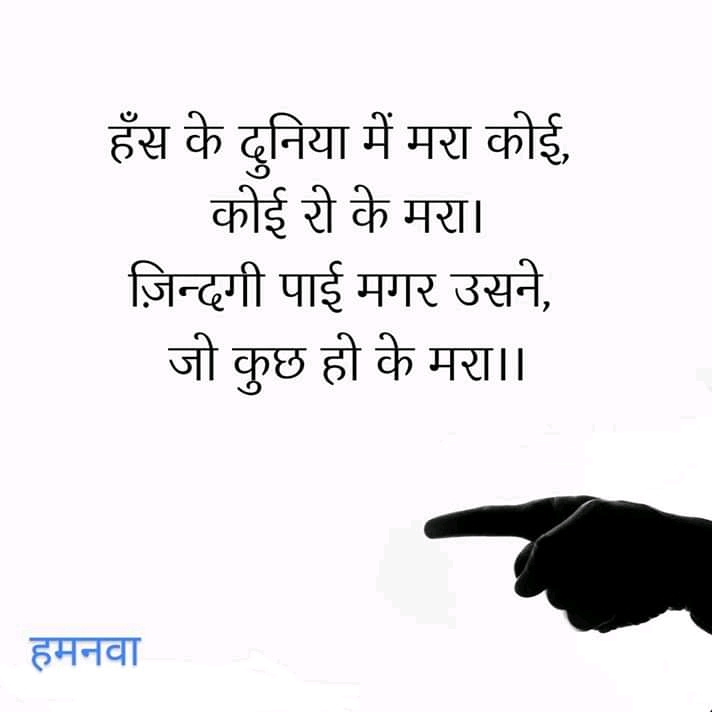 हँस के दुनिया में मरा कोई,
कोई रो के मरा।
ज़िन्दगी पाई मगर उसने,
जो कुछ हो के मरा।।
हमनवा